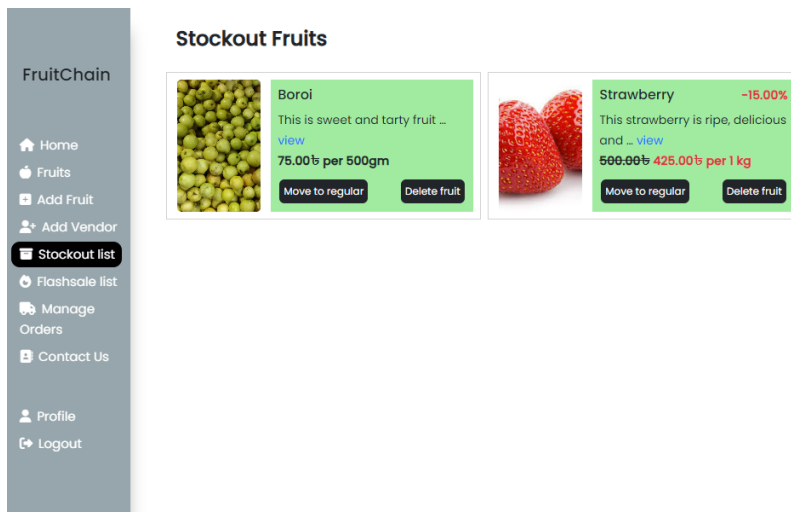 FruitChain
Home
Fruits
Add Fruit
Add Vendor
Stockout list
Flashsale list
Manage
Orders
Contact Us
Profile
Logout
Stockout Fruits
Boroi
This is sweet and tarty fruit ...
view
75.00৳ per 500gm
Move to regular
Delete fruit
Strawberry
-15.00%
This strawberry is ripe, delicious
and ... view
500.00৳ 425.00৳ per 1 kg
Move to regular
Delete fruit